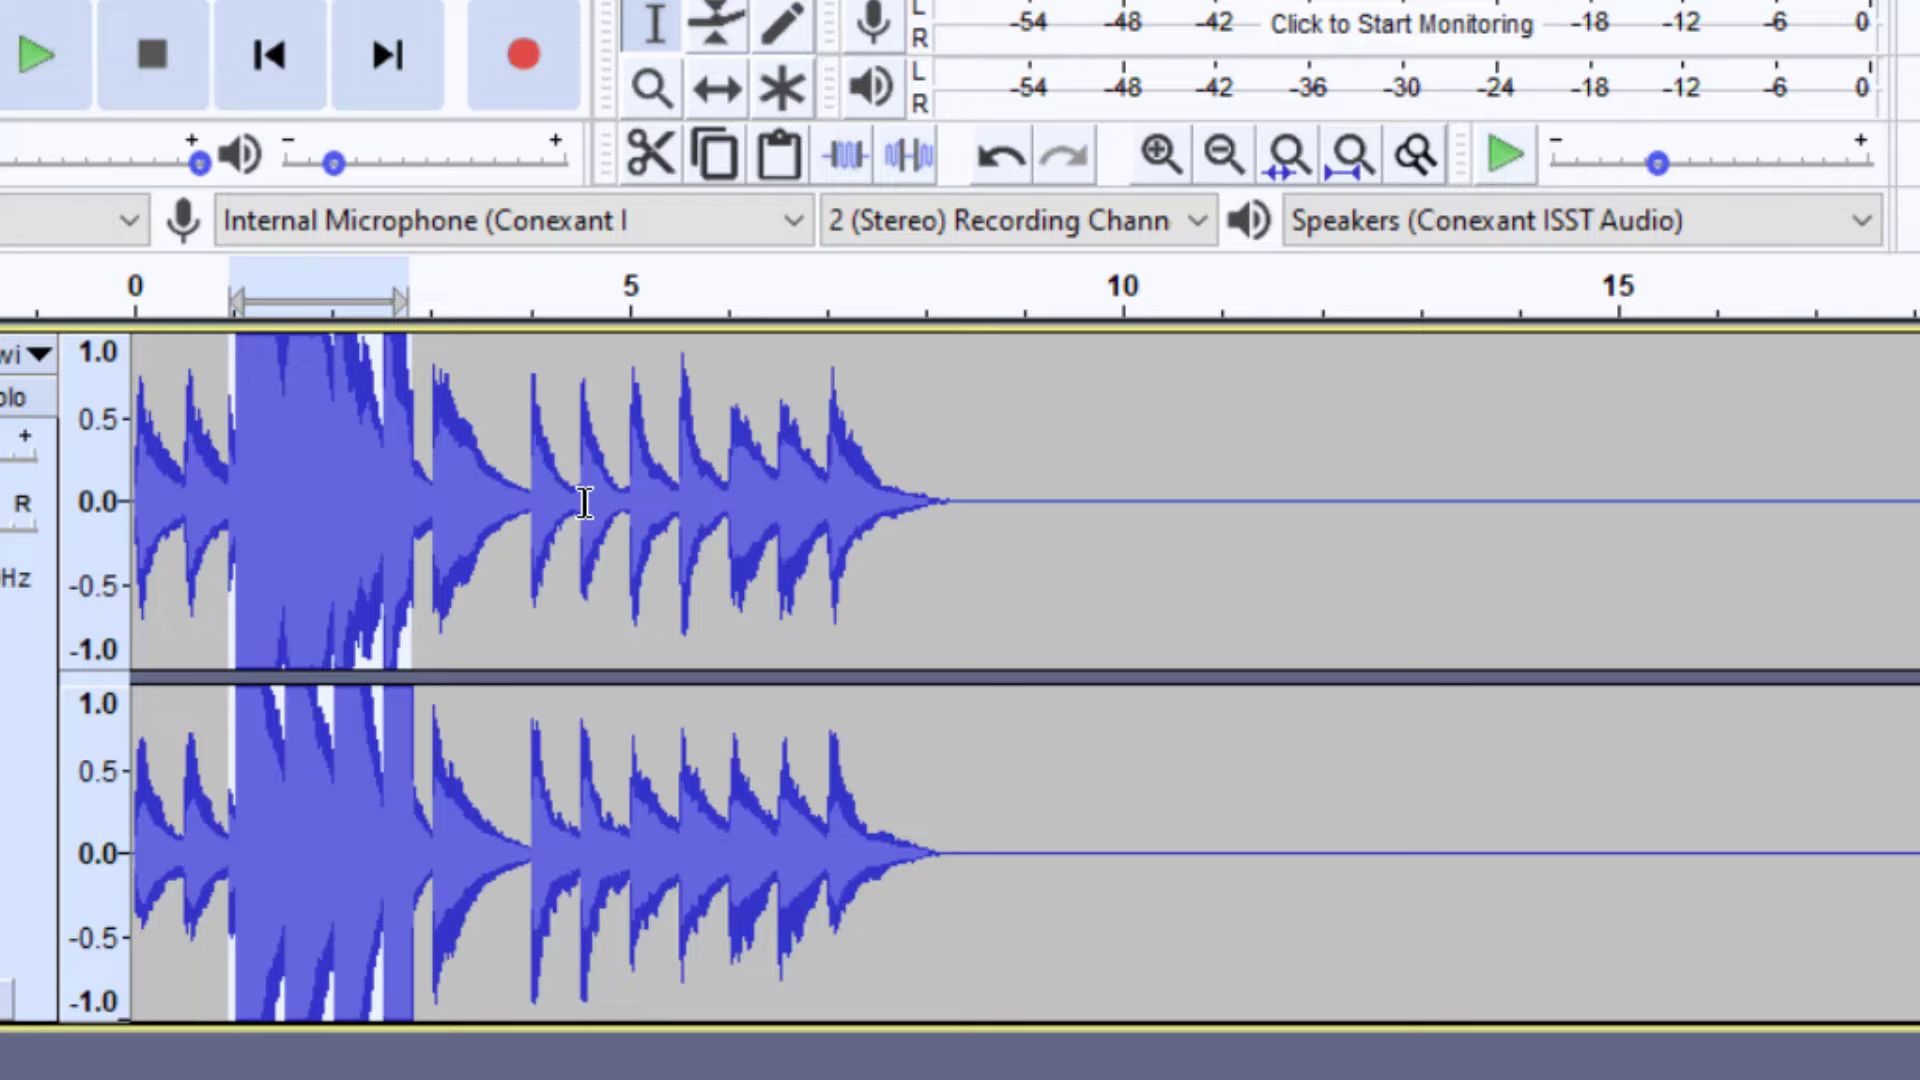 L
R
-54 -48 -42 Click to Start Monitoring -18 -12 -6 0
L
R
-54 -48 -42 -36 -30 -24 -18 -12 -6 0
- + - + - +
Internal Microphone (Conexant I
2 (Stereo) Recording Chann
Speakers (Conexant ISST Audio)
0 5 10 15
wi
olo
+
R
Hz
1.0
0.5
0.0
-0.5
-1.0
1.0
0.5
0.0
-0.5
-1.0